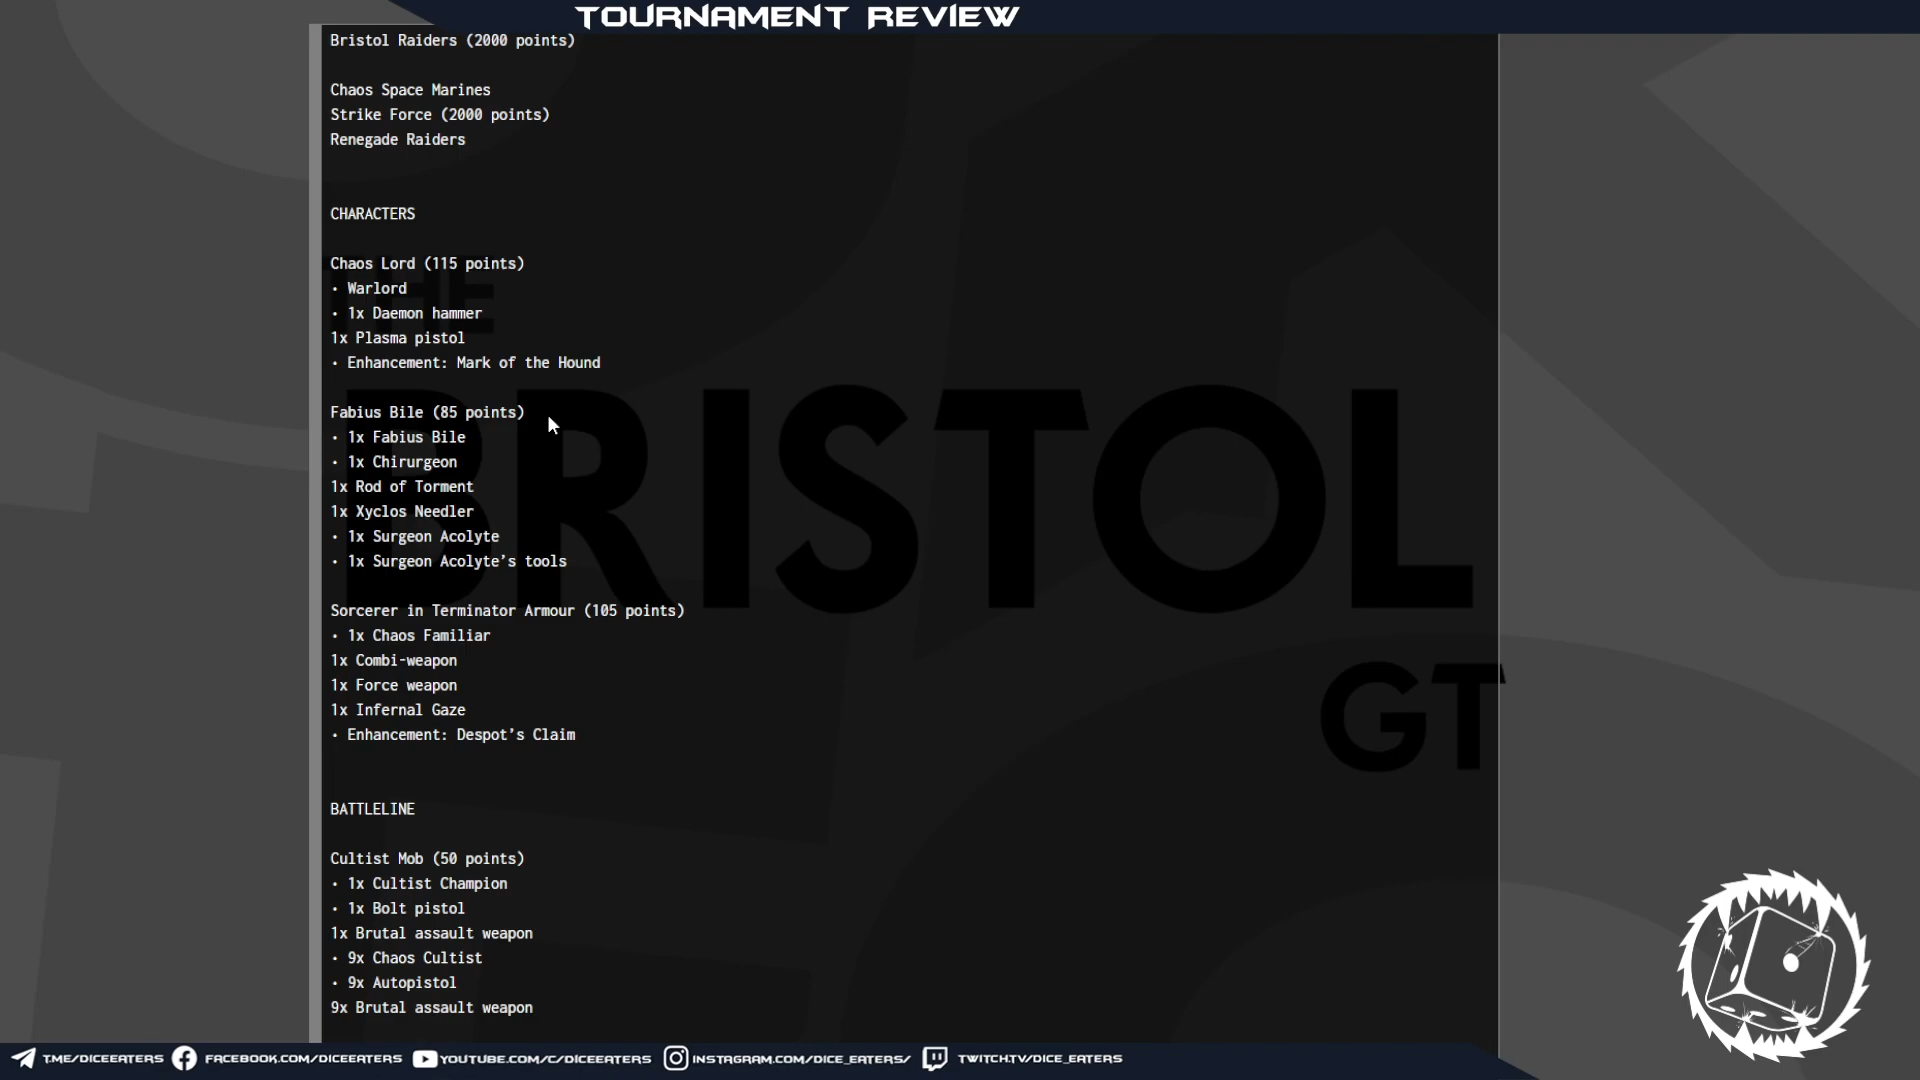 TOURNAMENT REVIEW
Bristol Raiders (2000 points)
Chaos Space Marines
Strike Force (2000 points)
Renegade Raiders
CHARACTERS
Chaos Lord (115 points)
• Warlord
• 1x Daemon hammer
1x Plasma pistol
• Enhancement: Mark of the Hound
Fabius Bile (85 points)
• 1x Fabius Bile
• 1x Chirurgeon
1x Rod of Torment
1x Xyclos Needler
• 1x Surgeon Acolyte
• 1x Surgeon Acolyte's tools
Sorcerer in Terminator Armour (105 points)
• 1x Chaos Familiar
1x Combi-weapon
1x Force weapon
1x Infernal Gaze
• Enhancement: Despot's Claim
BATTLELINE
Cultist Mob (50 points)
• 1x Cultist Champion
• 1x Bolt pistol
1x Brutal assault weapon
• 9x Chaos Cultist
• 9x Autopistol
9x Brutal assault weapon
THE
BRISTOL
GT
T.ME/DICEEATERS FACEBOOK.COM/DICEEATERS YOUTUBE.COM/C/DICEEATERS INSTAGRAM.COM/DICE_EATERS/ TWITCH.TV/DICE_EATERS